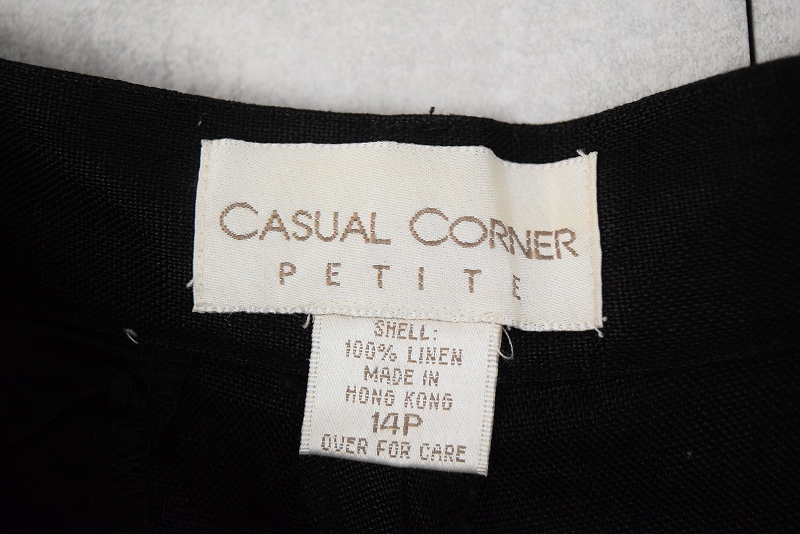 CASUAL CORNER
PETITE
SHELL:
100% LINEN
MADE IN
HONG KONG
14P
OVER FOR CARE